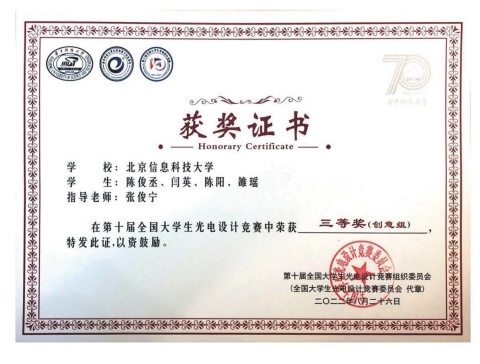 70
获奖证书
Honorary Certificate
学 校：北京信息科技大学
学 生：陈俊丞、闫英、陈阳、雒瑶
指导老师：张俊宁
在第十届全国大学生光电设计竞赛中荣获 三等奖（创意组），
特发此证，以资鼓励。
第十届全国大学生光电设计竞赛组织委员会
（全国大学生光电设计竞赛委员会 代章）
二〇二二年八月二十六日